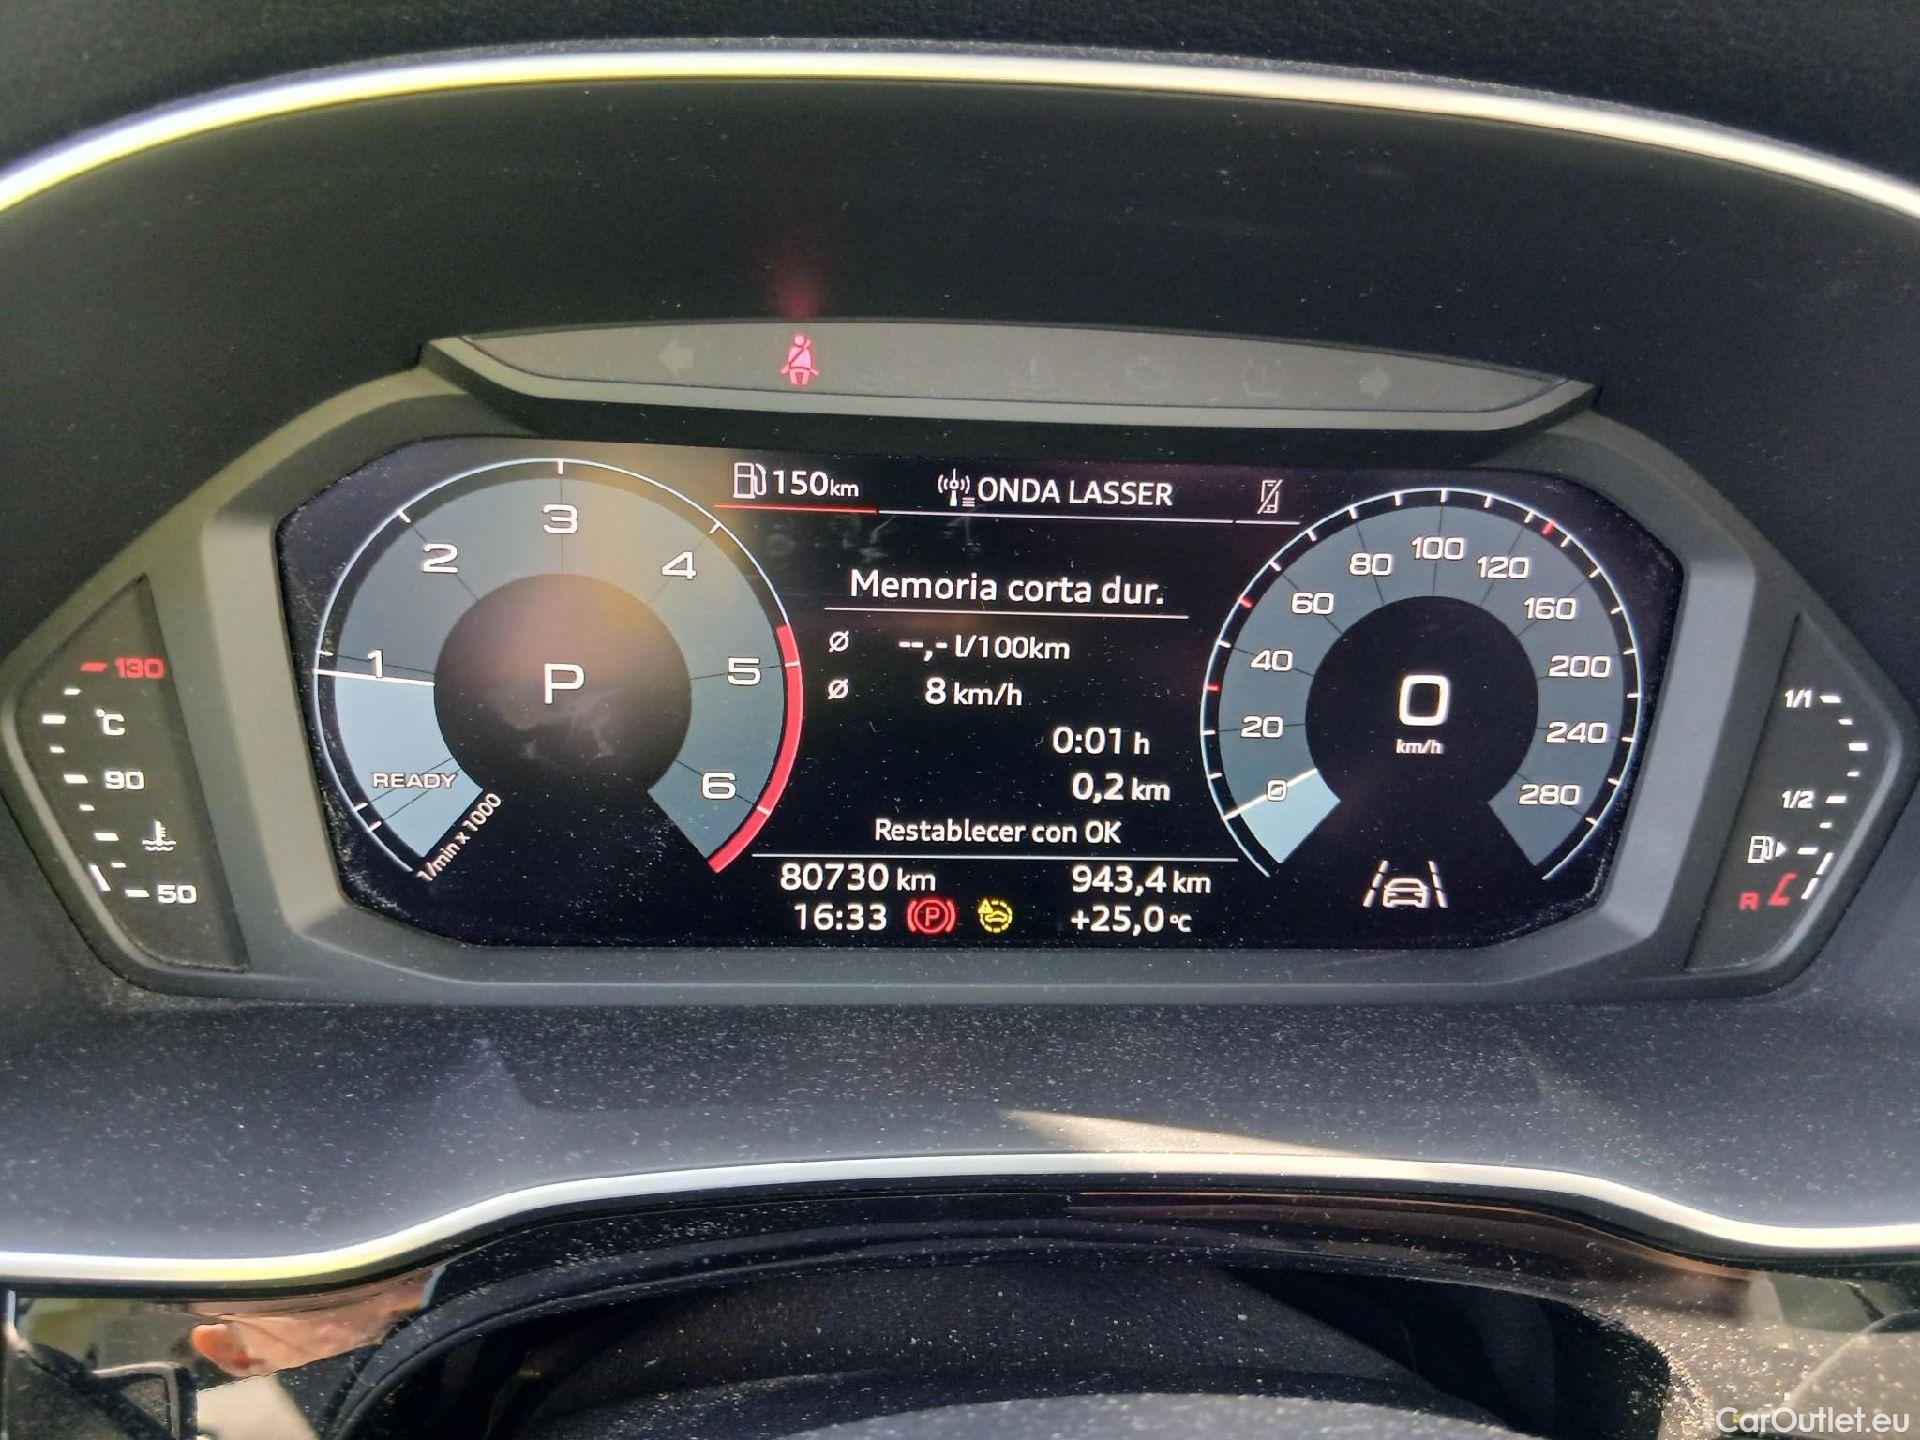 150km
ONDA LASSER
Memoria corta dur.
ø --,- l/100km
ø 8 km/h
0:01 h
0,2 km
Restablecer con OK
80730 km 943,4 km
16:33 P +25,0 °C
1 2 3 4 5 6
P
READY
1/min x 1000
0 20 40 60 80 100 120 160 200 240 280
0
km/h
130
°C
90
50
1/1
1/2
R
CarOutlet.eu